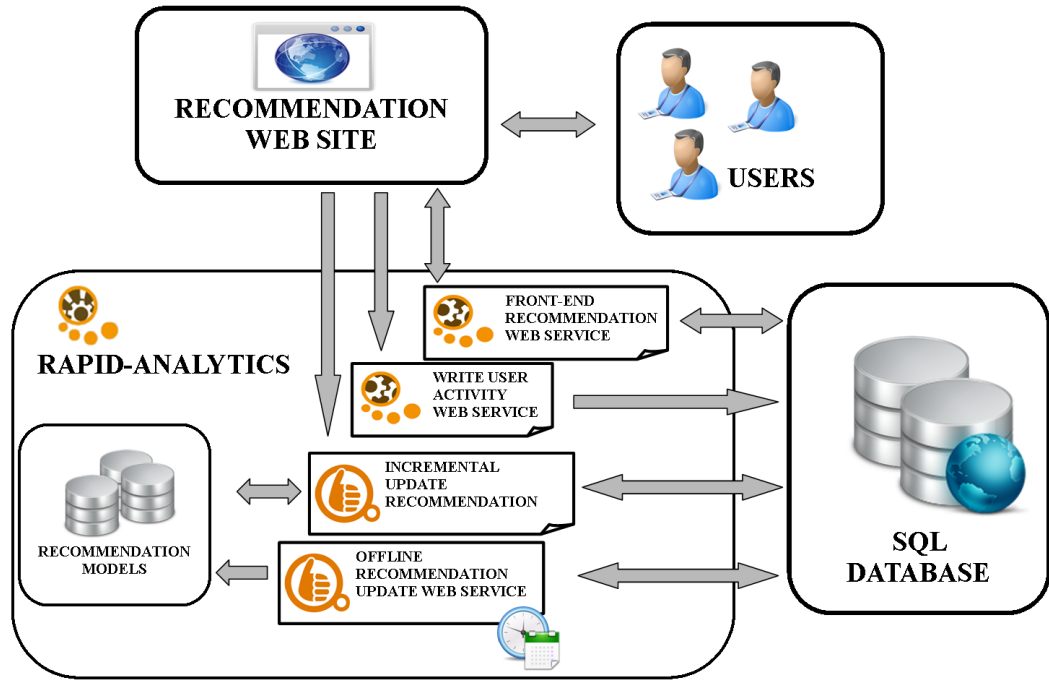 RECOMMENDATION
WEB SITE
USERS
FRONT-END
RECOMMENDATION
WEB SERVICE
RAPID-ANALYTICS
WRITE USER
ACTIVITY
WEB SERVICE
INCREMENTAL
UPDATE
RECOMMENDATION
RECOMMENDATION
MODELS
OFFLINE
RECOMMENDATION
UPDATE WEB SERVICE
SQL
DATABASE